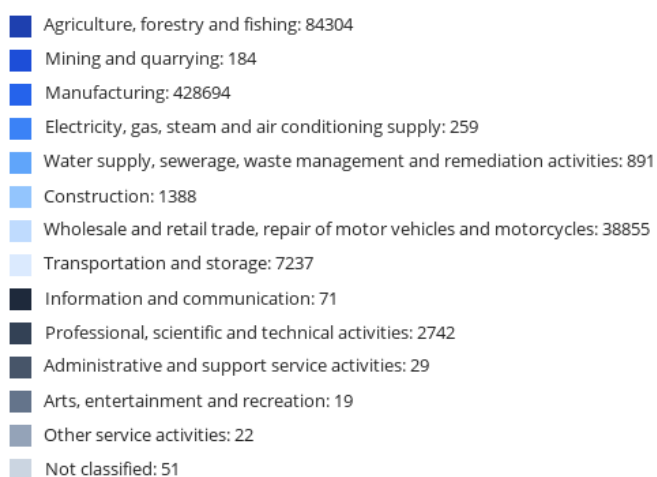 Agriculture, forestry and fishing: 84304
Mining and quarrying: 184
Manufacturing: 428694
Electricity, gas, steam and air conditioning supply: 259
Water supply, sewerage, waste management and remediation activities: 891
Construction: 1388
Wholesale and retail trade, repair of motor vehicles and motorcycles: 38855
Transportation and storage: 7237
Information and communication: 71
Professional, scientific and technical activities: 2742
Administrative and support service activities: 29
Arts, entertainment and recreation: 19
Other service activities: 22
Not classified: 51